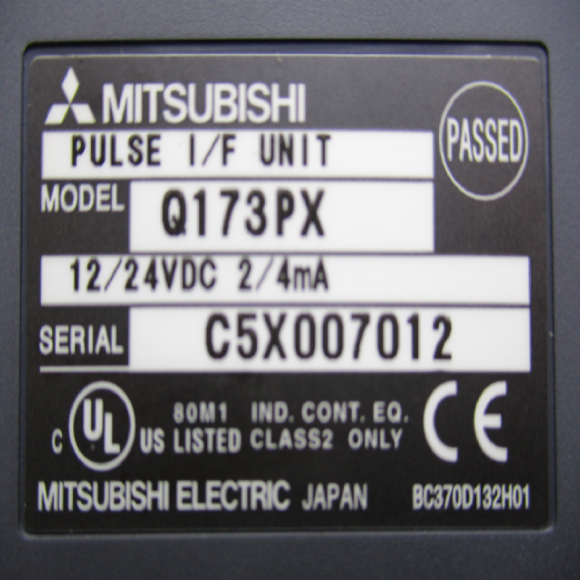 MITSUBISHI
PASSED
PULSE I/F UNIT
MODEL Q173PX
12/24VDC 2/4mA
SERIAL C5X007012
C UL US LISTED 80M1 IND. CONT. EQ.
CLASS2 ONLY
CE
MITSUBISHI ELECTRIC JAPAN BC370D132H01